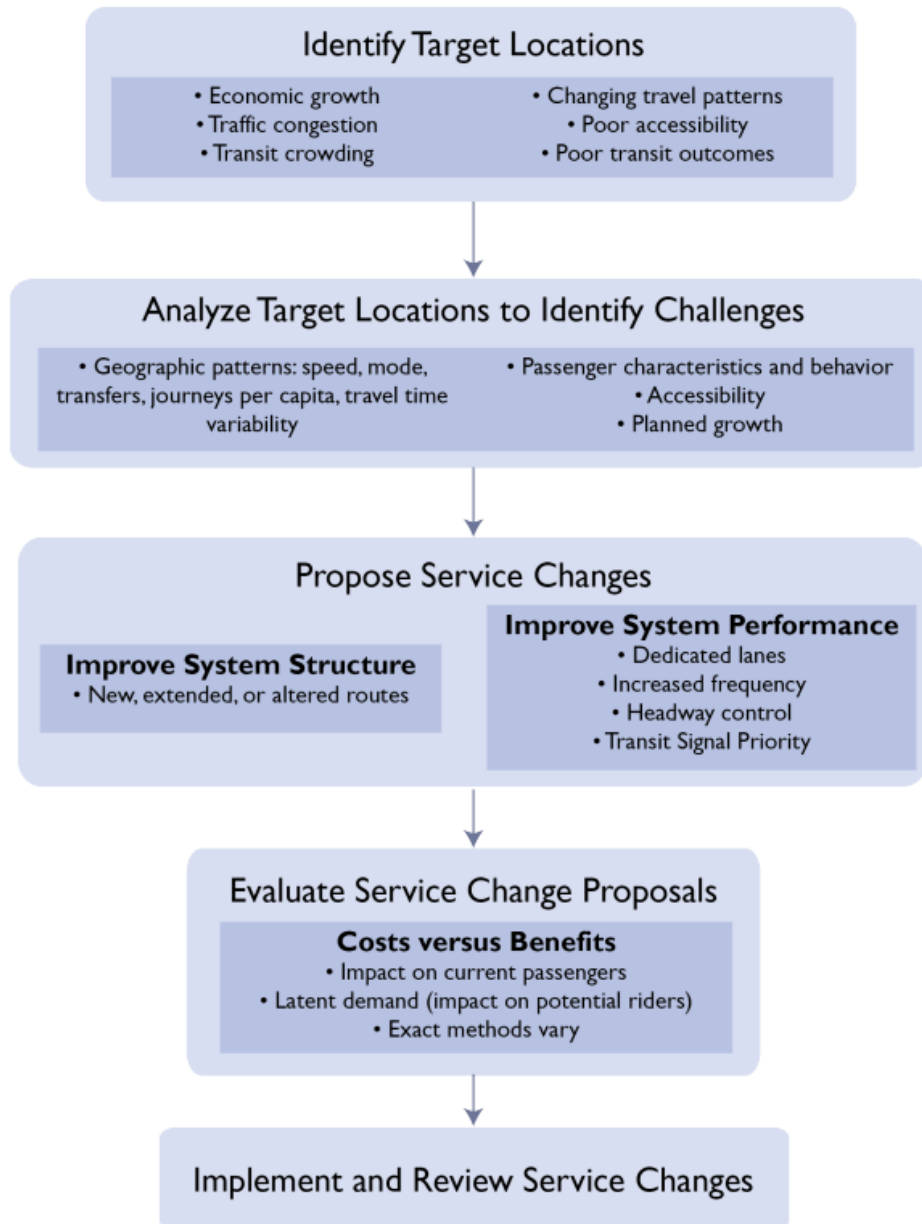 Identify Target Locations
• Economic growth
• Traffic congestion
• Transit crowding
• Changing travel patterns
• Poor accessibility
• Poor transit outcomes
Analyze Target Locations to Identify Challenges
• Geographic patterns: speed, mode,
transfers, journeys per capita, travel time
variability
• Passenger characteristics and behavior
• Accessibility
• Planned growth
Propose Service Changes
Improve System Structure
• New, extended, or altered routes
Improve System Performance
• Dedicated lanes
• Increased frequency
• Headway control
• Transit Signal Priority
Evaluate Service Change Proposals
Costs versus Benefits
• Impact on current passengers
• Latent demand (impact on potential riders)
• Exact methods vary
Implement and Review Service Changes